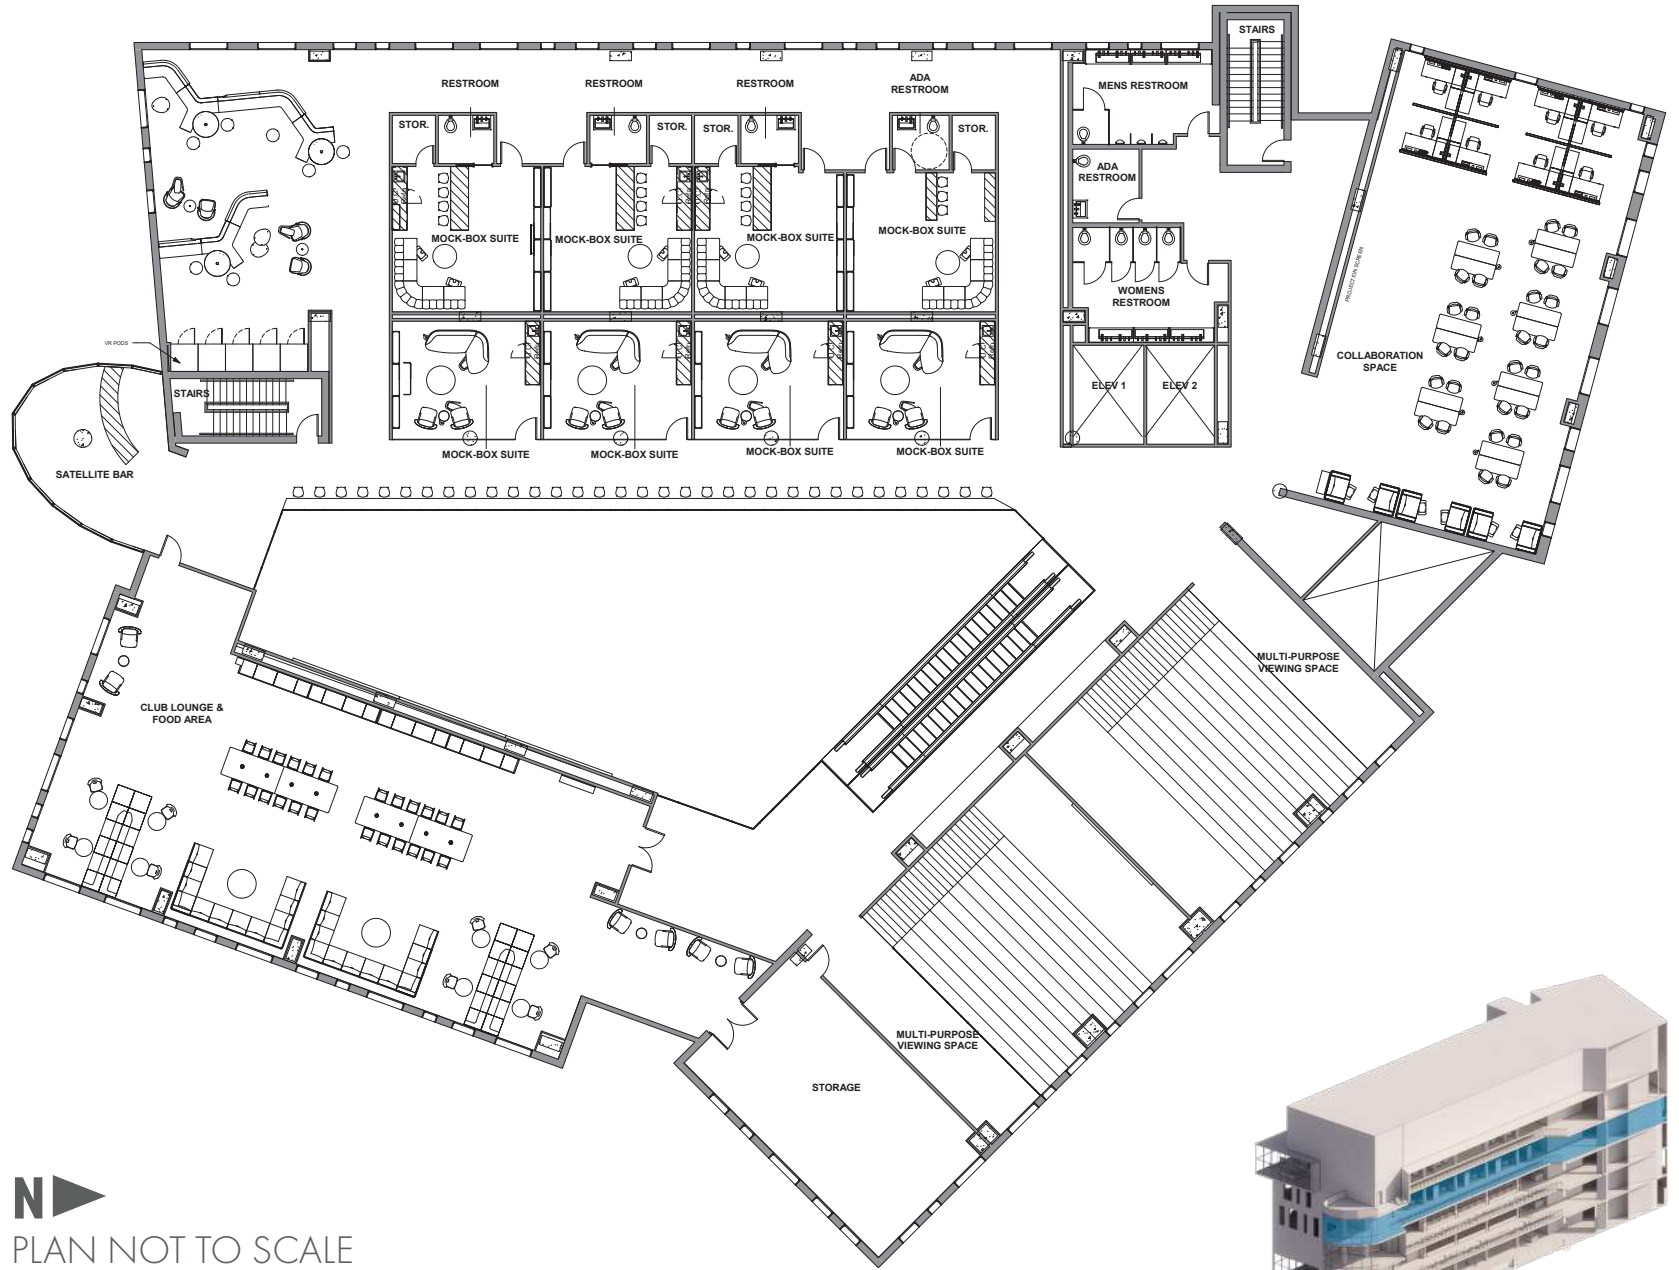 STAIRS
RESTROOM
RESTROOM
RESTROOM
ADA
RESTROOM
MENS RESTROOM
STOR.
STOR.
STOR.
STOR.
ADA
RESTROOM
MOCK-BOX SUITE
MOCK-BOX SUITE
MOCK-BOX SUITE
MOCK-BOX SUITE
WOMENS
RESTROOM
PROJECTION SCREEN
VR PODS
COLLABORATION
SPACE
STAIRS
ELEV 1
ELEV 2
MOCK-BOX SUITE
MOCK-BOX SUITE
MOCK-BOX SUITE
MOCK-BOX SUITE
SATELLITE BAR
MULTI-PURPOSE
VIEWING SPACE
CLUB LOUNGE &
FOOD AREA
MULTI-PURPOSE
VIEWING SPACE
STORAGE
N
PLAN NOT TO SCALE